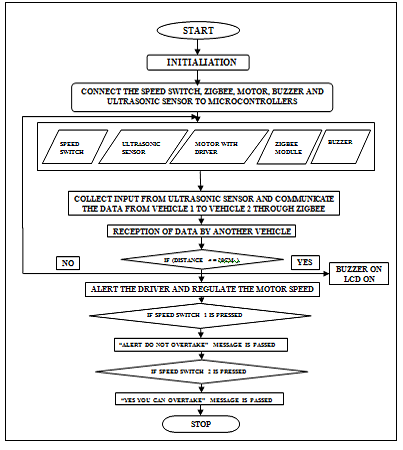 START
INITIALIATION
CONNECT THE SPEED SWITCH, ZIGBEE, MOTOR, BUZZER AND
ULTRASONIC SENSOR TO MICROCONTROLLERS
SPEED
SWITCH
ULTRASONIC
SENSOR
MOTOR WITH
DRIVER
ZIGBEE
MODULE
BUZZER
COLLECT INPUT FROM ULTRASONIC SENSOR AND COMMUNICATE
THE DATA FROM VEHICLE 1 TO VEHICLE 2 THROUGH ZIGBEE
RECEPTION OF DATA BY ANOTHER VEHICLE
IF (DISTANCE
NO
YES
BUZZER ON
LCD ON
ALERT THE DRIVER AND REGULATE THE MOTOR SPEED
IF SPEED SWITCH 1 IS PRESSED
“ALERT DO NOT OVERTAKE” MESSAGE IS PASSED
IF SPEED SWITCH 2 IS PRESSED
“YES YOU CAN OVERTAKE” MESSAGE IS PASSED
STOP